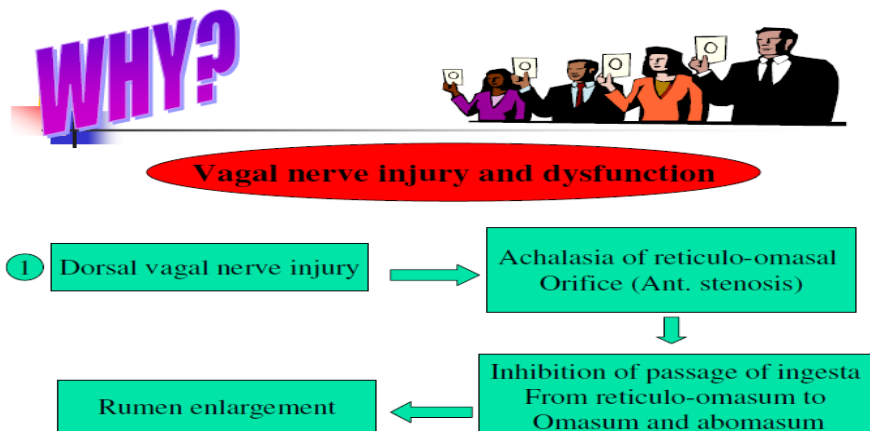 WHY?
Vagal nerve injury and dysfunction
1
Dorsal vagal nerve injury
Achalasia of reticulo-omasal
Orifice (Ant. stenosis)
Inhibition of passage of ingesta
From reticulo-omasum to
Omasum and abomasum
Rumen enlargement